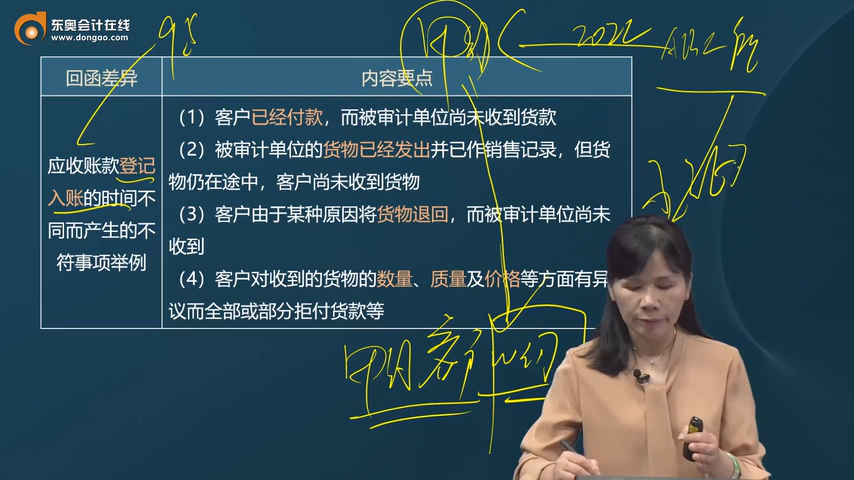 东奥会计在线
www.dongao.com
回函差异
内容要点
应收账款登记
入账的时间不
同而产生的不
符事项举例
（1）客户已经付款，而被审计单位尚未收到货款
（2）被审计单位的货物已经发出并已作销售记录，但货
物仍在途中，客户尚未收到货物
（3）客户由于某种原因将货物退回，而被审计单位尚未
收到
（4）客户对收到的货物的数量、质量及价格等方面有异
议而全部或部分拒付货款等
2022